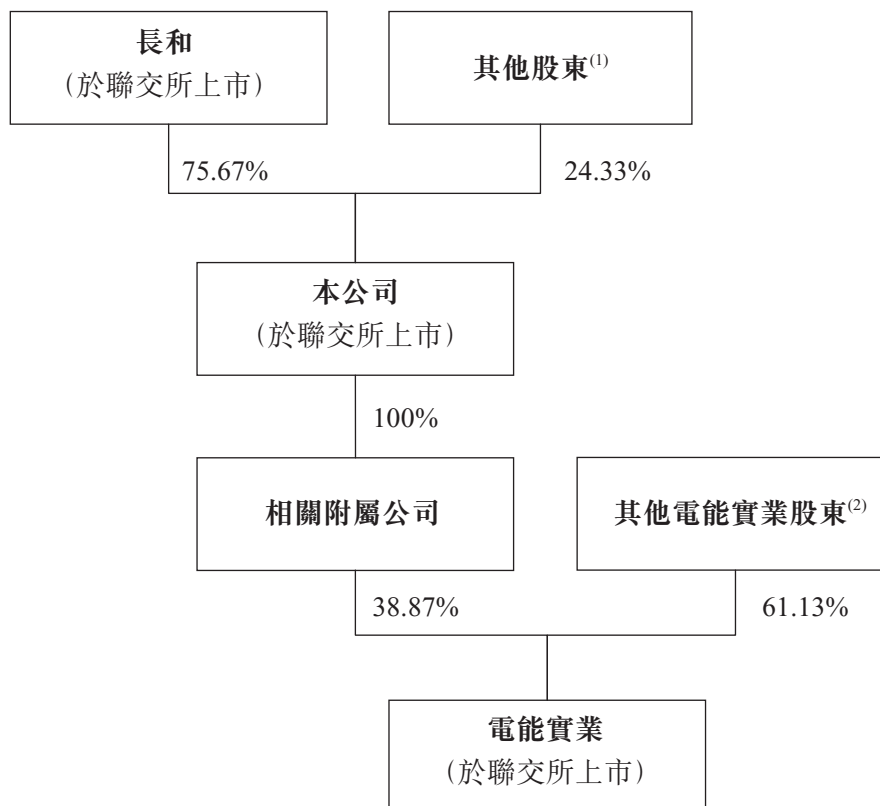 長和
（於聯交所上市）
其他股東(1)
75.67%
24.33%
本公司
（於聯交所上市）
100%
相關附屬公司
其他電能實業股東(2)
38.87%
61.13%
電能實業
（於聯交所上市）